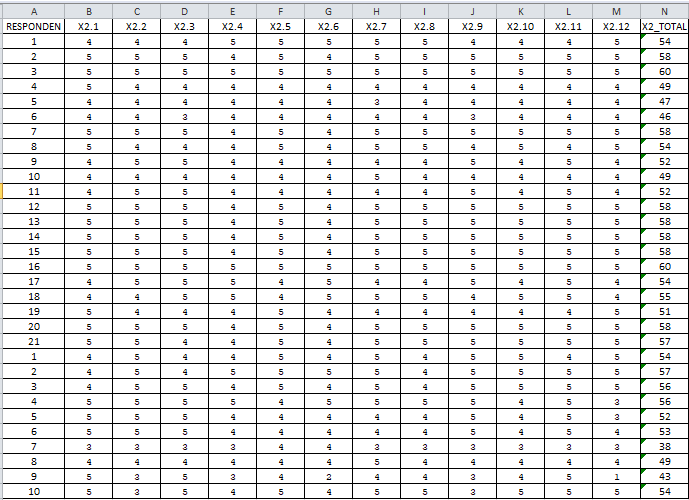 A B C D E F G H I J K L M N
RESPONDEN X2.1 X2.2 X2.3 X2.4 X2.5 X2.6 X2.7 X2.8 X2.9 X2.10 X2.11 X2.12 X2_TOTAL
1 4 4 4 5 5 5 5 5 4 4 4 5 54
2 5 5 5 4 5 4 5 5 5 5 5 5 58
3 5 5 5 5 5 5 5 5 5 5 5 5 60
4 5 4 4 4 4 4 4 4 4 4 4 4 49
5 4 4 4 4 4 4 3 4 4 4 4 4 47
6 4 4 3 4 4 4 4 4 3 4 4 4 46
7 5 5 5 4 5 4 5 5 5 5 5 5 58
8 5 4 4 4 5 4 5 5 4 5 4 5 54
9 4 5 5 4 4 4 4 4 5 4 5 4 52
10 4 4 4 4 4 4 5 4 4 4 4 4 49
11 4 5 5 4 4 4 4 4 5 4 5 4 52
12 5 5 5 4 5 4 5 5 5 5 5 5 58
13 5 5 5 4 5 4 5 5 5 5 5 5 58
14 5 5 5 4 5 4 5 5 5 5 5 5 58
15 5 5 5 4 5 4 5 5 5 5 5 5 58
16 5 5 5 5 5 5 5 5 5 5 5 5 60
17 5 4 5 5 5 4 4 4 5 4 5 4 54
18 4 4 5 5 4 5 5 5 4 5 5 4 55
19 5 4 4 4 5 4 4 4 4 4 4 5 51
20 5 5 5 4 5 4 5 5 5 5 5 5 58
21 5 5 4 4 5 4 5 5 5 5 5 5 57
1 4 5 4 4 5 4 5 4 5 5 4 5 54
2 4 5 4 5 5 4 5 5 5 5 5 5 57
3 4 5 4 4 5 5 5 4 5 5 5 5 56
4 5 5 5 5 4 5 5 5 5 4 5 3 56
5 5 5 5 4 4 4 4 4 5 4 5 3 52
6 5 5 5 4 4 4 4 4 5 4 5 4 53
7 3 3 3 3 4 4 3 3 3 3 3 3 38
8 4 4 4 4 4 4 5 4 4 4 4 4 49
9 5 3 5 3 4 2 4 4 3 4 5 1 43
10 5 3 5 4 5 4 5 5 3 5 5 5 54